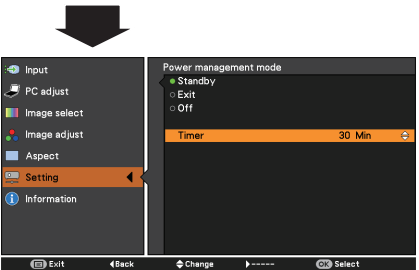 Input
PC adjust
Image select
Image adjust
Aspect
Setting
Information
Power management mode
Standby
Exit
Off
Timer 30 Min
Exit Back Change ----- OK Select